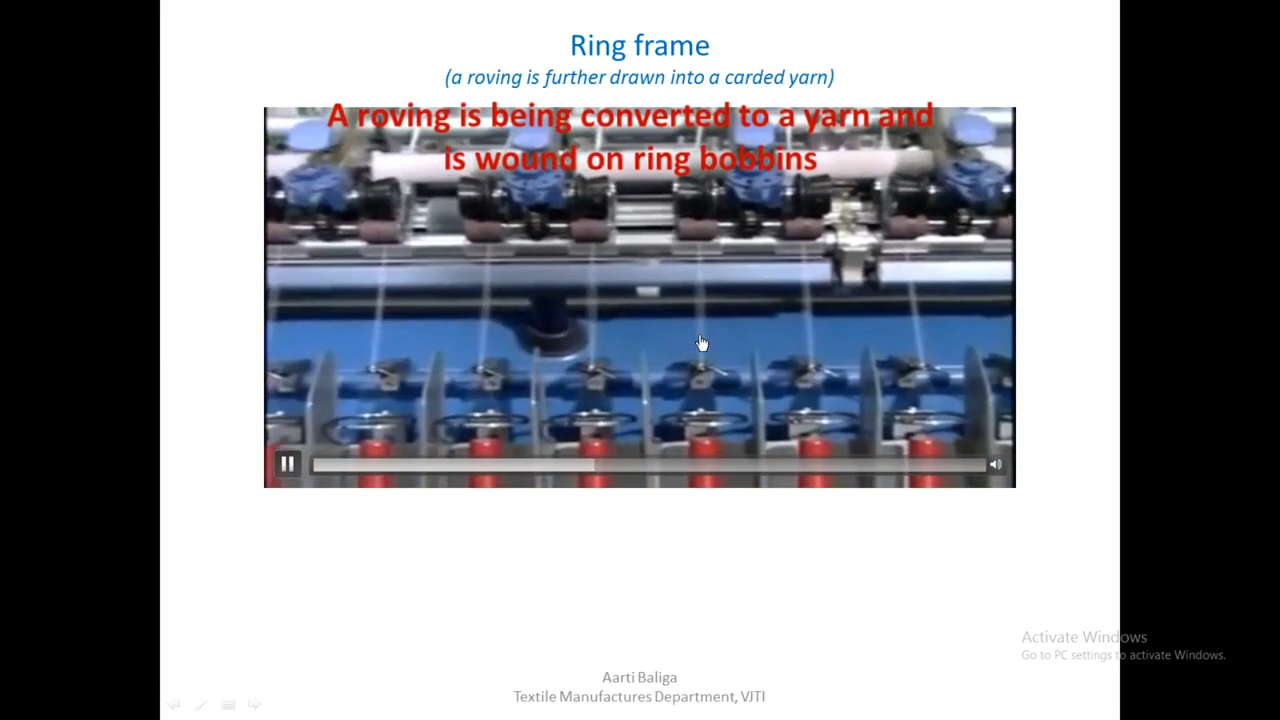 Ring frame
(a roving is further drawn into a carded yarn)
A roving is being converted to a yarn and
is wound on ring bobbins
Activate Windows
Go to PC settings to activate Windows.
Aarti Baliga
Textile Manufactures Department, VJTI